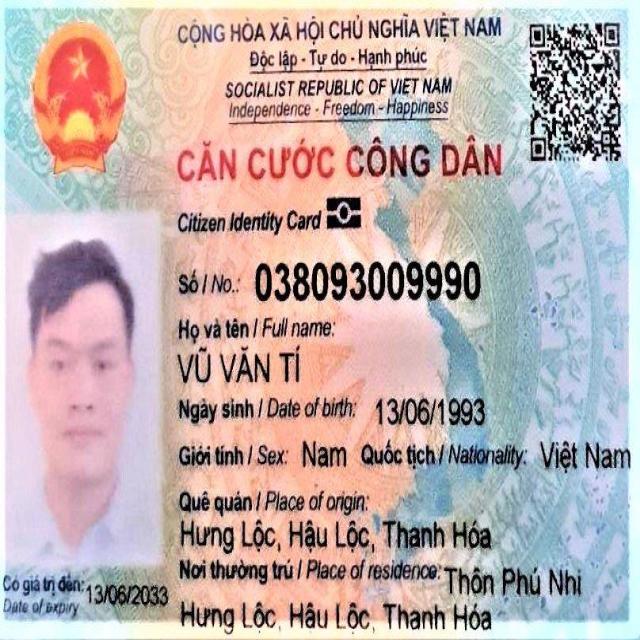 CỘNG HÒA XÃ HỘI CHỦ NGHĨA VIỆT NAM
Độc lập - Tự do - Hạnh phúc
SOCIALIST REPUBLIC OF VIET NAM
Independence - Freedom - Happiness
CĂN CƯỚC CÔNG DÂN
Citizen Identity Card
Số / No.: 038093009990
Họ và tên / Full name:
VŨ VĂN TÍ
Ngày sinh / Date of birth: 13/06/1993
Giới tính / Sex: Nam Quốc tịch / Nationality: Việt Nam
Quê quán / Place of origin:
Hưng Lộc, Hậu Lộc, Thanh Hóa
Nơi thường trú / Place of residence: Thôn Phú Nhi
Hưng Lộc, Hậu Lộc, Thanh Hóa
Có giá trị đến: 13/06/2033
Date of expiry